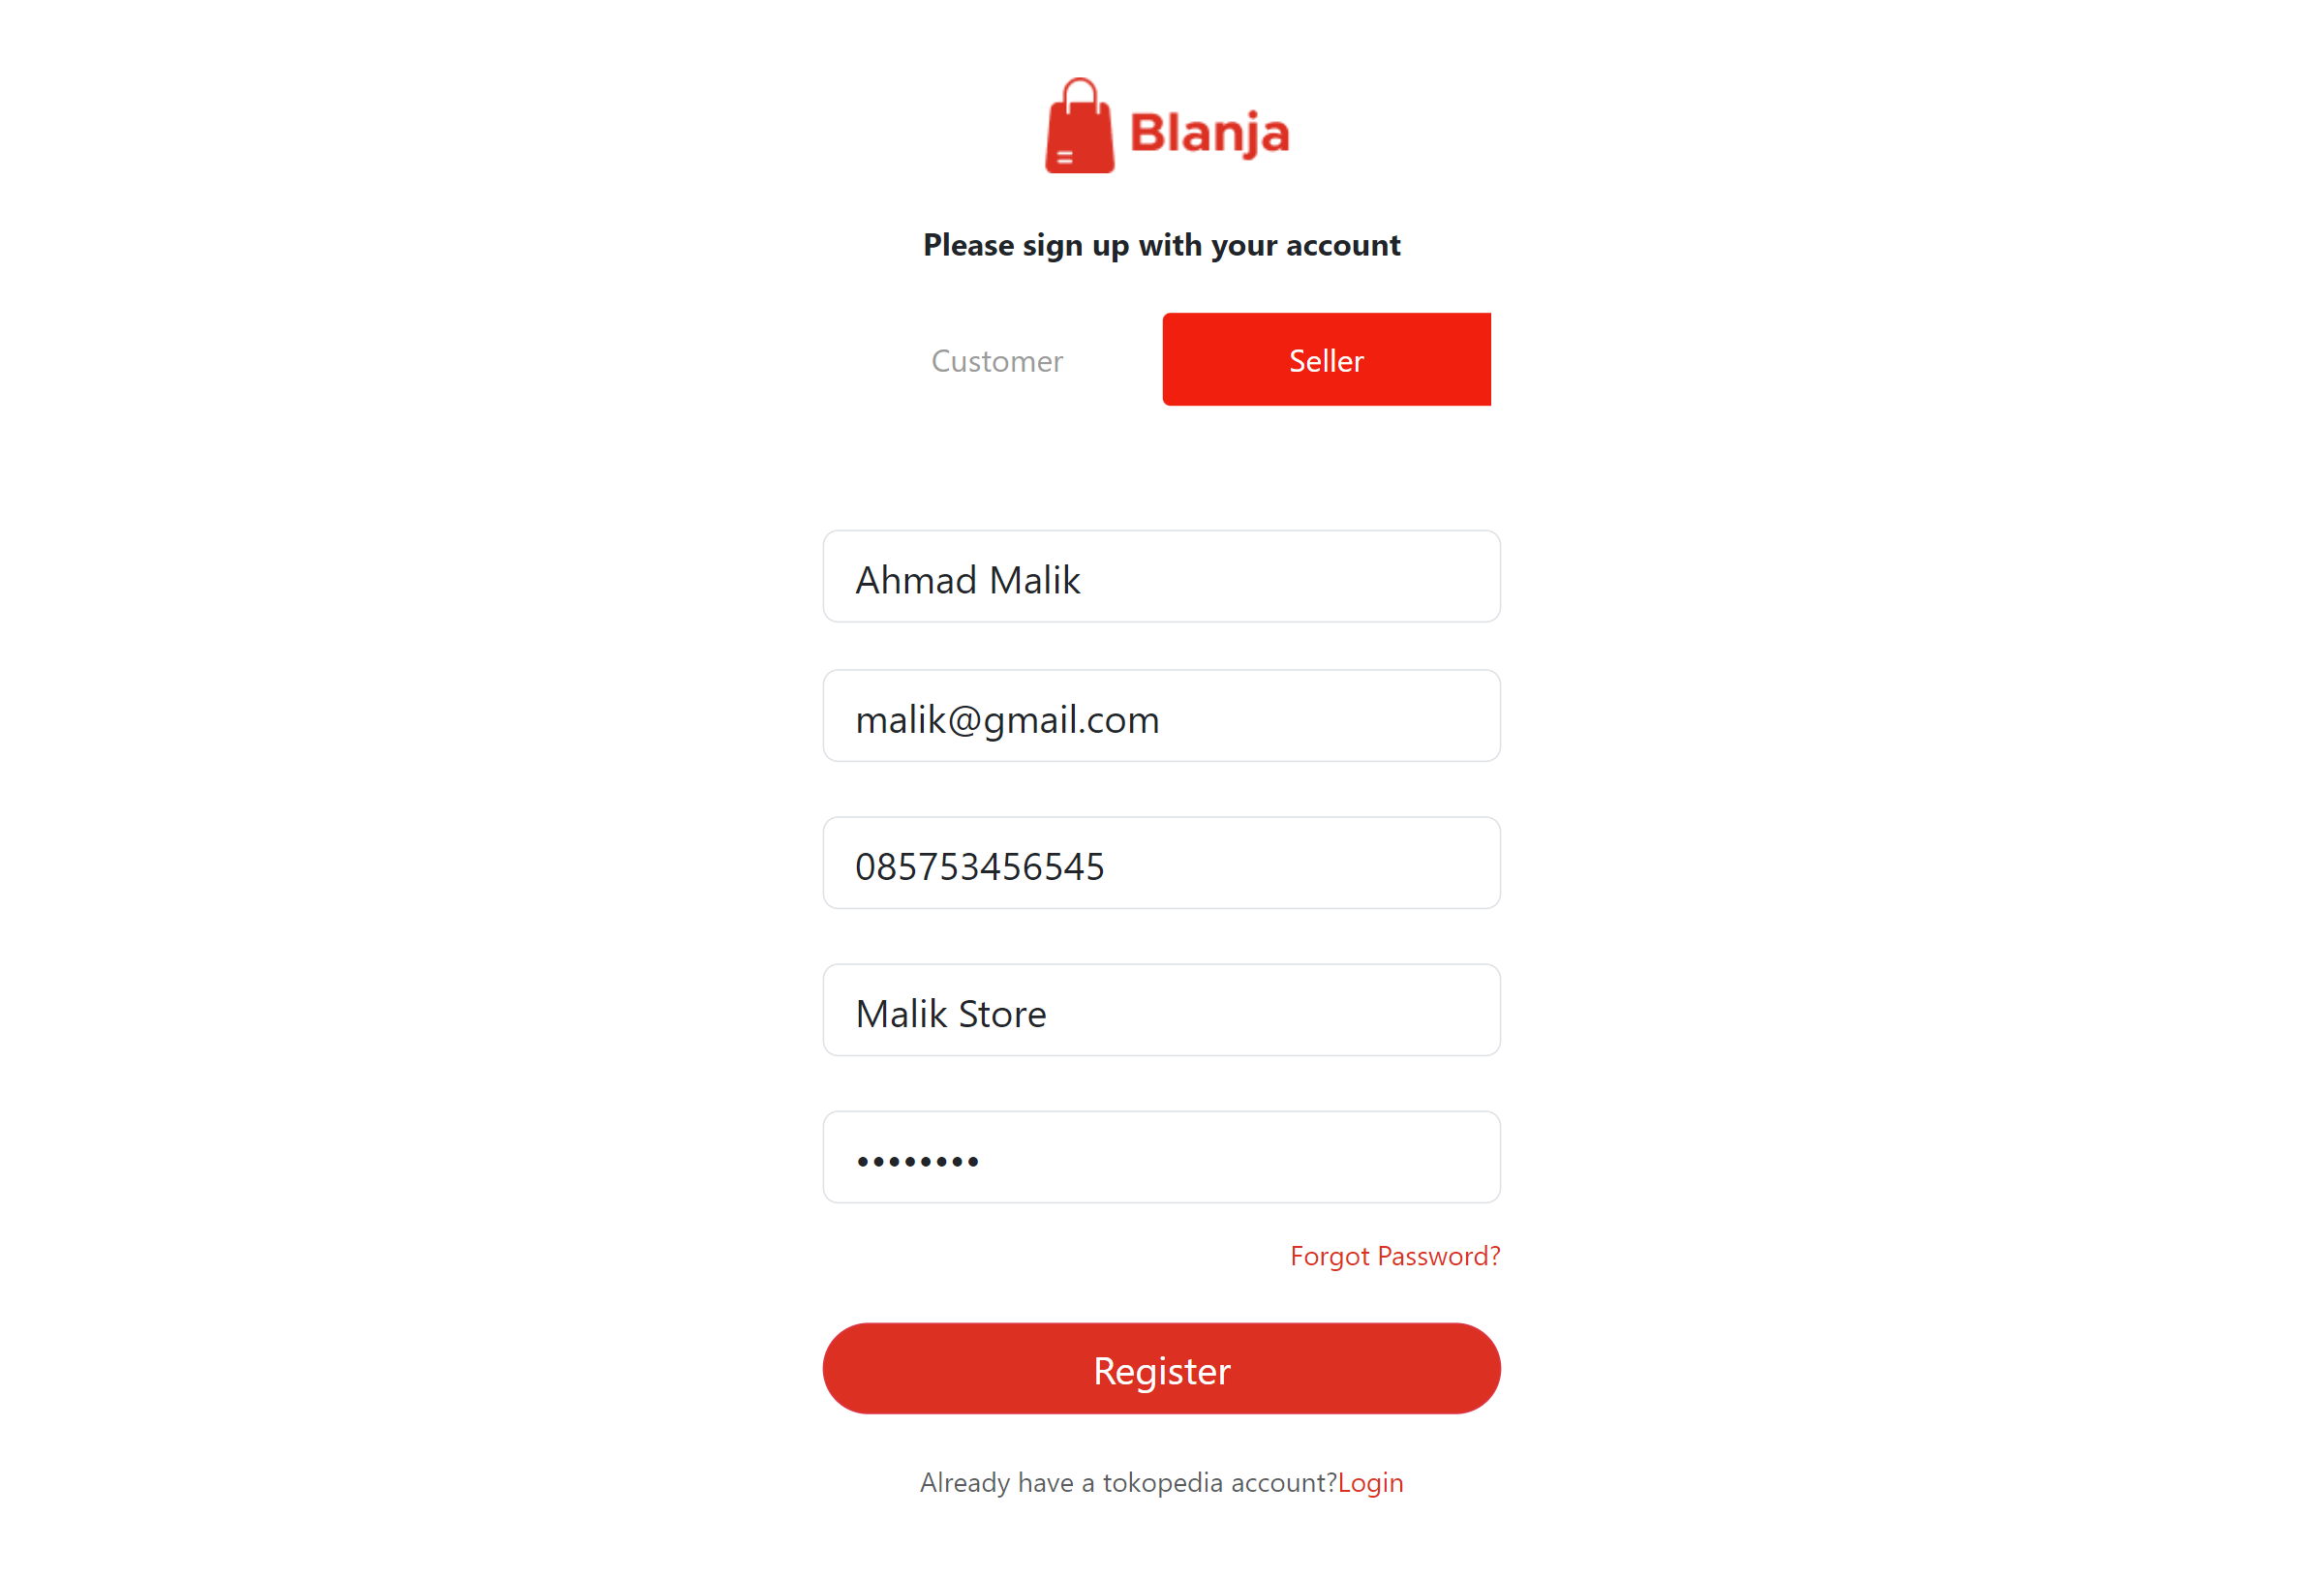 Blanja
Please sign up with your account
Customer Seller
Ahmad Malik
malik@gmail.com
085753456545
Malik Store
••••••••
Forgot Password?
Register
Already have a tokopedia account?Login